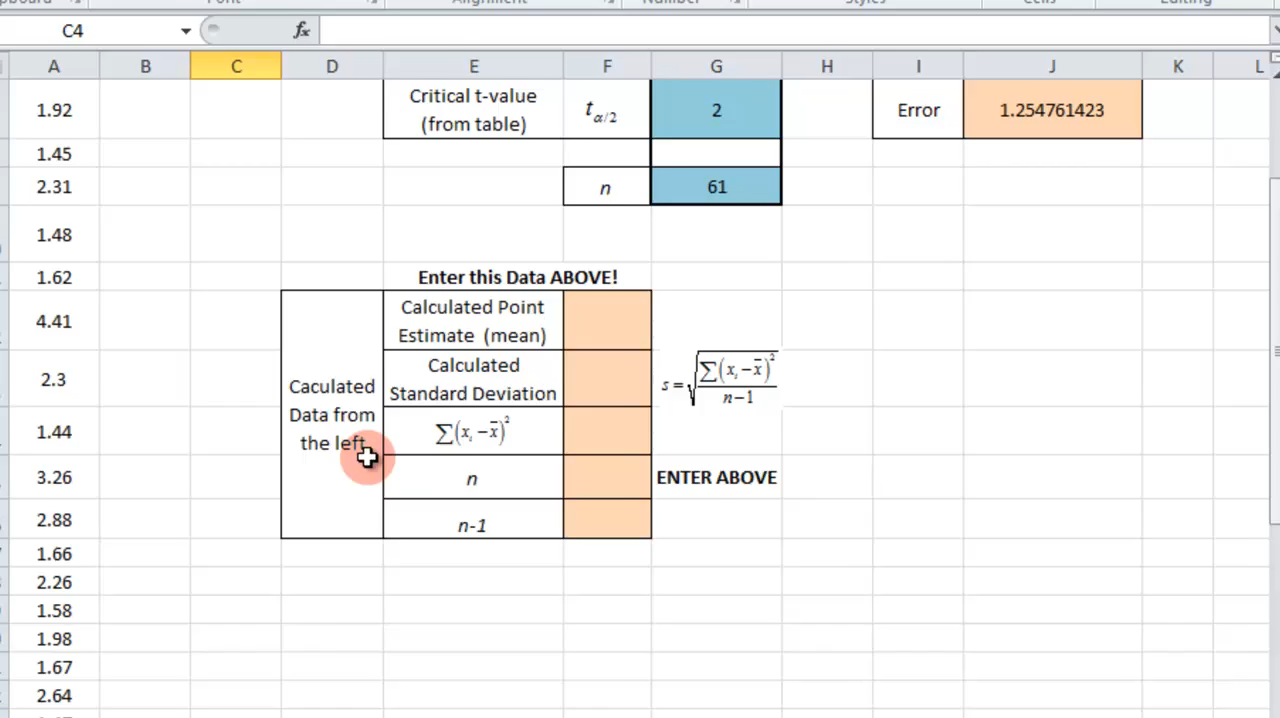 C4
fx
A B C D E F G H I J K L
1.92 Critical t-value (from table) tα/2 2 Error 1.254761423
1.45
2.31 n 61
1.48
1.62 Enter this Data ABOVE!
4.41 Calculated Point Estimate (mean)
2.3 Calculated Standard Deviation s = √(∑(xᵢ − x̄)² / n−1)
Caculated Data from the left
1.44 ∑(xᵢ − x̄)²
3.26 n ENTER ABOVE
2.88 n-1
1.66
2.26
1.58
1.98
1.67
2.64